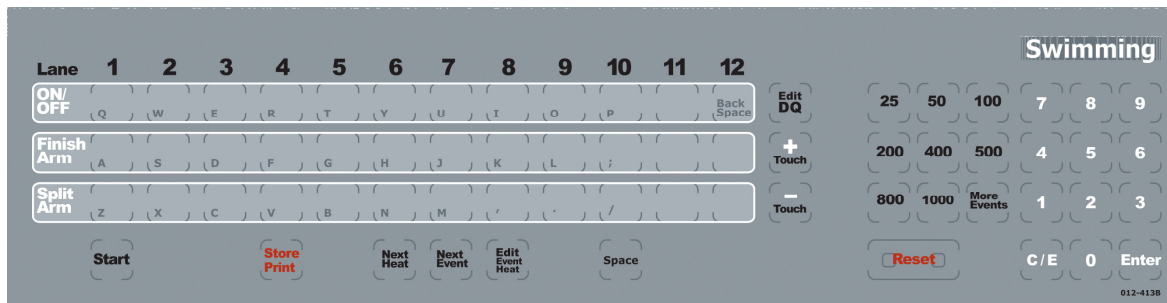 Swimming
Lane 1 2 3 4 5 6 7 8 9 10 11 12
ON/
OFF
Q W E R T Y U I O P
Back
Space
Edit
DQ
25 50 100 7 8 9
Finish
Arm
A S D F G H J K L ;
+
Touch
200 400 500 4 5 6
Split
Arm
Z X C V B N M , . /
–
Touch
800 1000
More
Events
1 2 3
Start
Store
Print
Next
Heat
Next
Event
Edit
Event
Heat
Space
Reset
C/E 0 Enter
012-413B